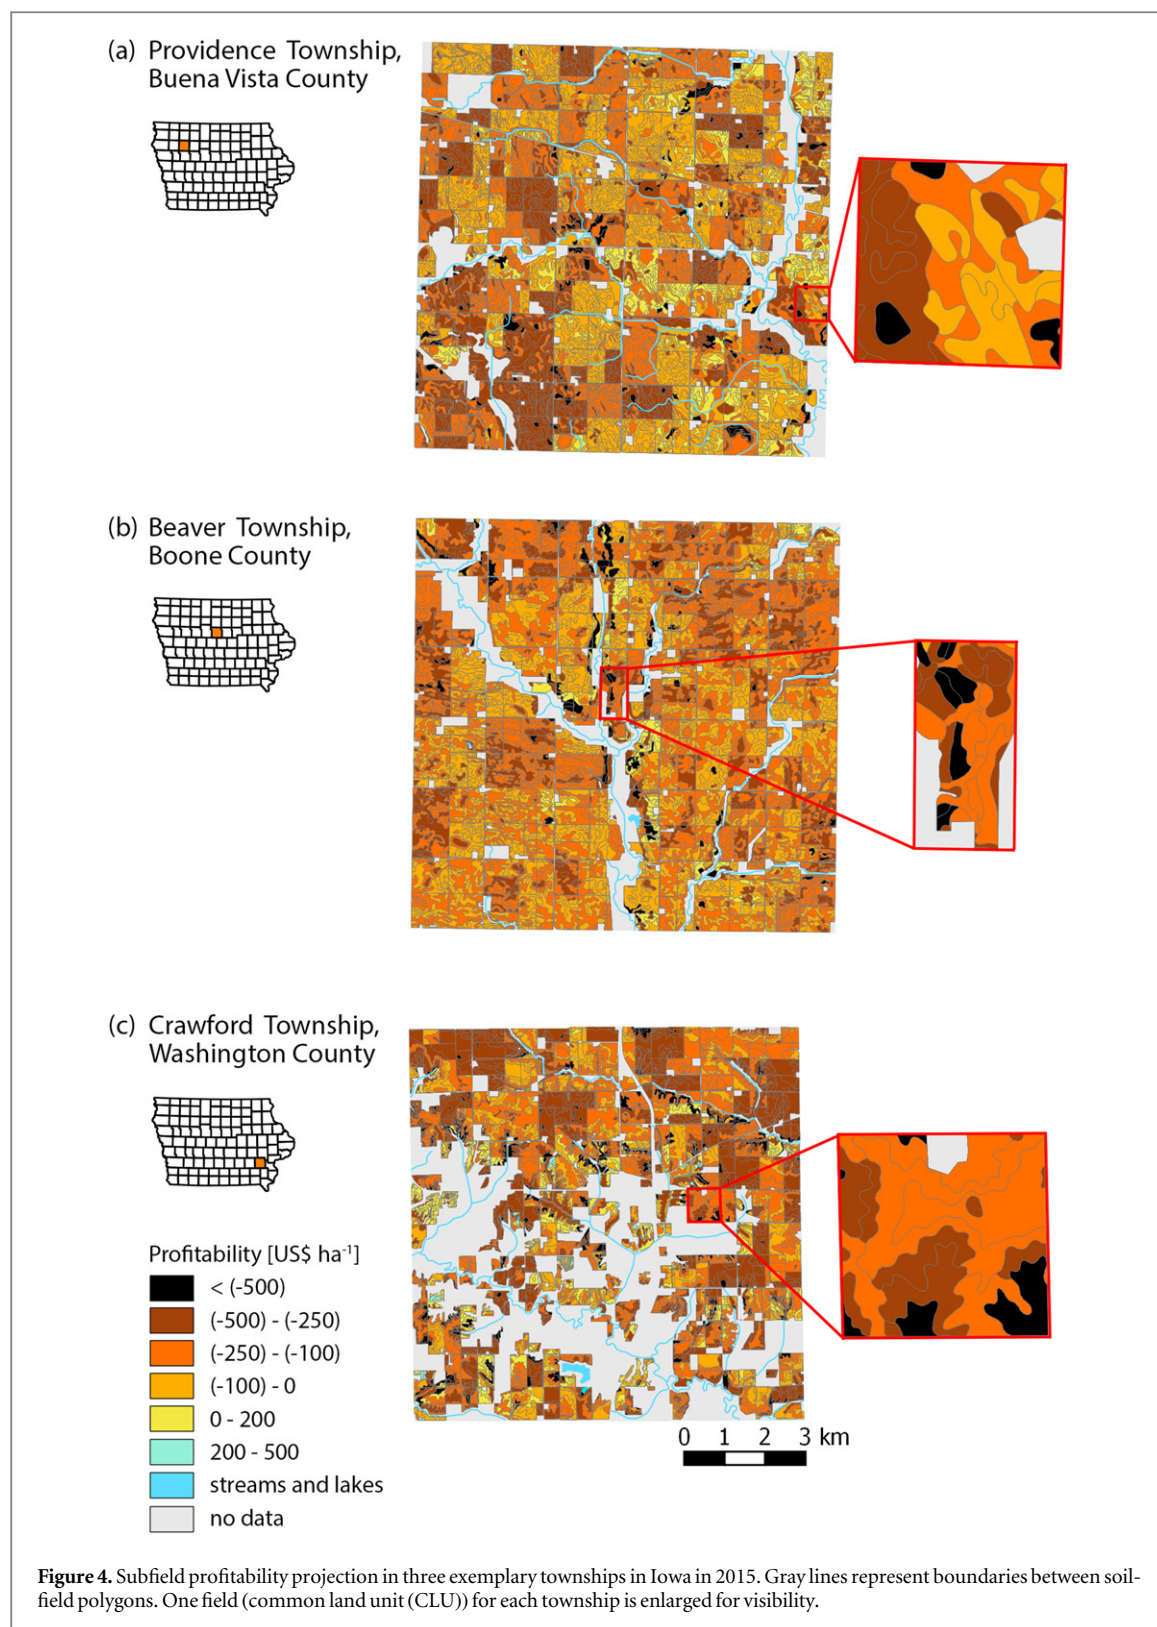 (a) Providence Township,
Buena Vista County
(b) Beaver Township,
Boone County
(c) Crawford Township,
Washington County
Profitability [US$ ha⁻¹]
< (-500)
(-500) - (-250)
(-250) - (-100)
(-100) - 0
0 - 200
200 - 500
streams and lakes
no data
0 1 2 3 km
Figure 4. Subfield profitability projection in three exemplary townships in Iowa in 2015. Gray lines represent boundaries between soil-
field polygons. One field (common land unit (CLU)) for each township is enlarged for visibility.